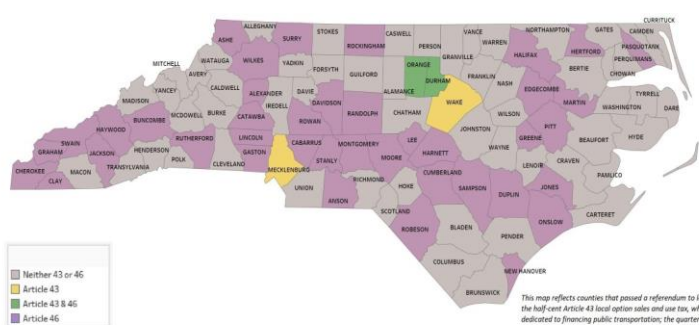 CURRITUCK
ALLEGHANY
ASHE
SURRY
STOKES
ROCKINGHAM
CASWELL
PERSON
VANCE
GRANVILLE
WARREN
NORTHAMPTON
GATES
CAMDEN
PASQUOTANK
PERQUIMANS
CHOWAN
HERTFORD
HALIFAX
BERTIE
WATAUGA
WILKES
YADKIN
FORSYTH
GUILFORD
ALAMANCE
ORANGE
DURHAM
FRANKLIN
NASH
EDGECOMBE
MARTIN
WASHINGTON
TYRRELL
DARE
MITCHELL
AVERY
YANCEY
MADISON
CALDWELL
ALEXANDER
IREDELL
DAVIE
DAVIDSON
RANDOLPH
CHATHAM
WAKE
JOHNSTON
WILSON
PITT
BEAUFORT
HYDE
BUNCOMBE
MCDOWELL
BURKE
CATAWBA
ROWAN
HAYWOOD
SWAIN
GRAHAM
CHEROKEE
CLAY
MACON
JACKSON
TRANSYLVANIA
HENDERSON
POLK
RUTHERFORD
CLEVELAND
LINCOLN
GASTON
MECKLENBURG
CABARRUS
STANLY
MONTGOMERY
MOORE
LEE
HARNETT
WAYNE
GREENE
LENOIR
CRAVEN
PAMLICO
UNION
ANSON
RICHMOND
SCOTLAND
HOKE
CUMBERLAND
SAMPSON
DUPLIN
JONES
CARTERET
ONSLOW
ROBESON
BLADEN
PENDER
COLUMBUS
NEW HANOVER
BRUNSWICK
Neither 43 or 46
Article 43
Article 43 & 46
Article 46
This map reflects counties that passed a referendum to l
the half-cent Article 43 local option sales and use tax, wh
dedicated to financing public transportation; the quarter